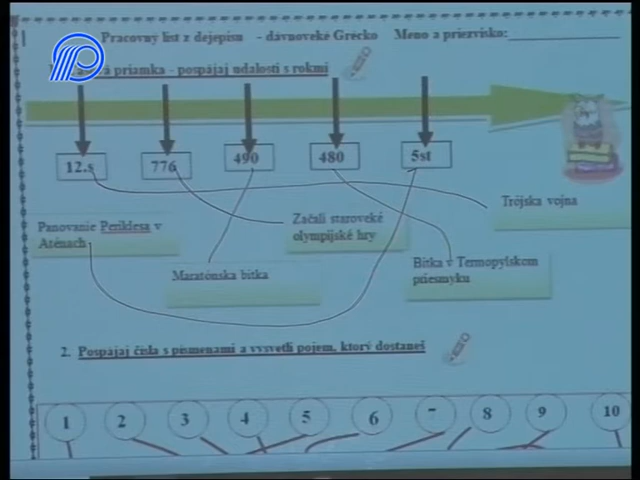 Pracovný list z dejepisu - dávnoveké Grécko Meno a priezvisko:
priamka - pospájaj udalosti s rokmi
12.s 776 490 480 5st
Panovanie Periklesa v
Aténach
Maratónska bitka
Začali staroveké
olympijské hry
Bitka v Termopylskom
priesmyku
Trójska vojna
2. Pospájaj čísla s písmenami a vysvetli pojem, ktorý dostaneš
1 2 3 4 5 6 7 8 9 10